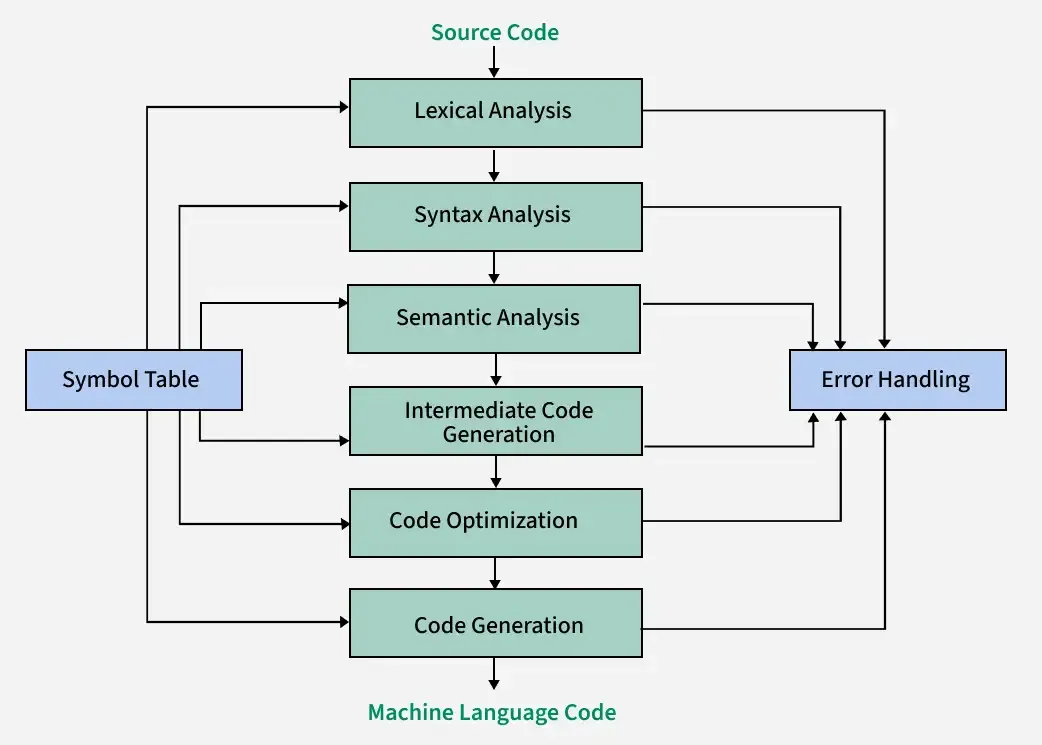 Source Code
Lexical Analysis
Syntax Analysis
Semantic Analysis
Symbol Table
Error Handling
Intermediate Code
Generation
Code Optimization
Code Generation
Machine Language Code